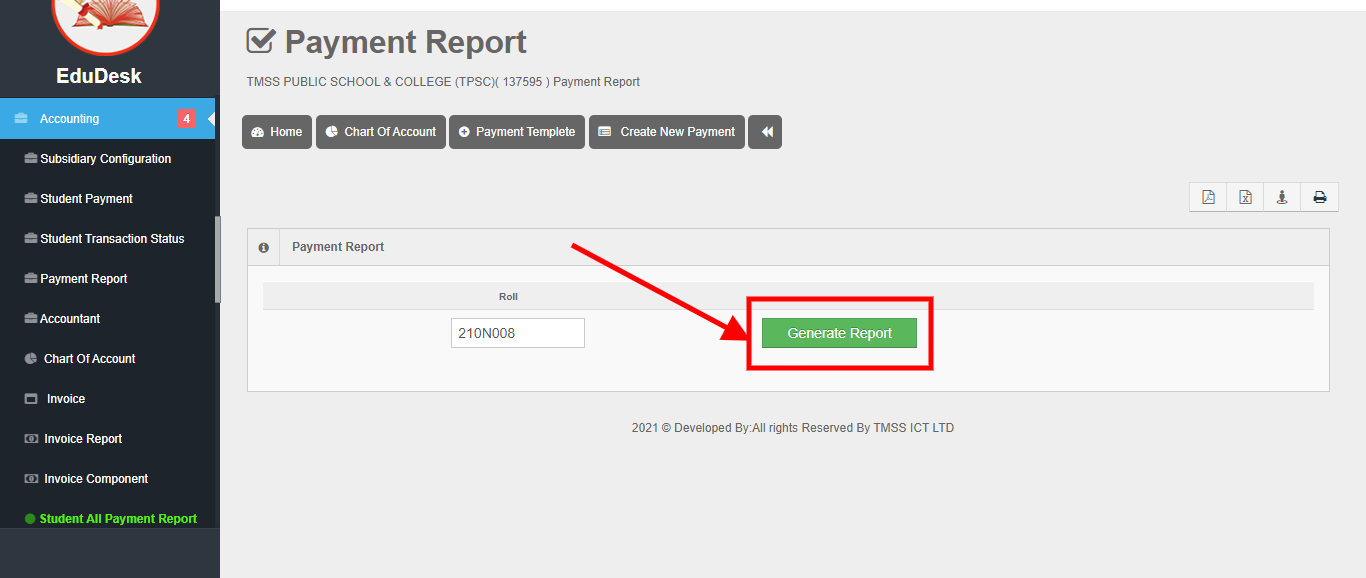 EduDesk
Accounting 4
Subsidiary Configuration
Student Payment
Student Transaction Status
Payment Report
Accountant
Chart Of Account
Invoice
Invoice Report
Invoice Component
Student All Payment Report
Payment Report
TMSS PUBLIC SCHOOL & COLLEGE (TPSC)( 137595 ) Payment Report
Home Chart Of Account Payment Templete Create New Payment
Payment Report
Roll
210N008 Generate Report
2021 © Developed By:All rights Reserved By TMSS ICT LTD